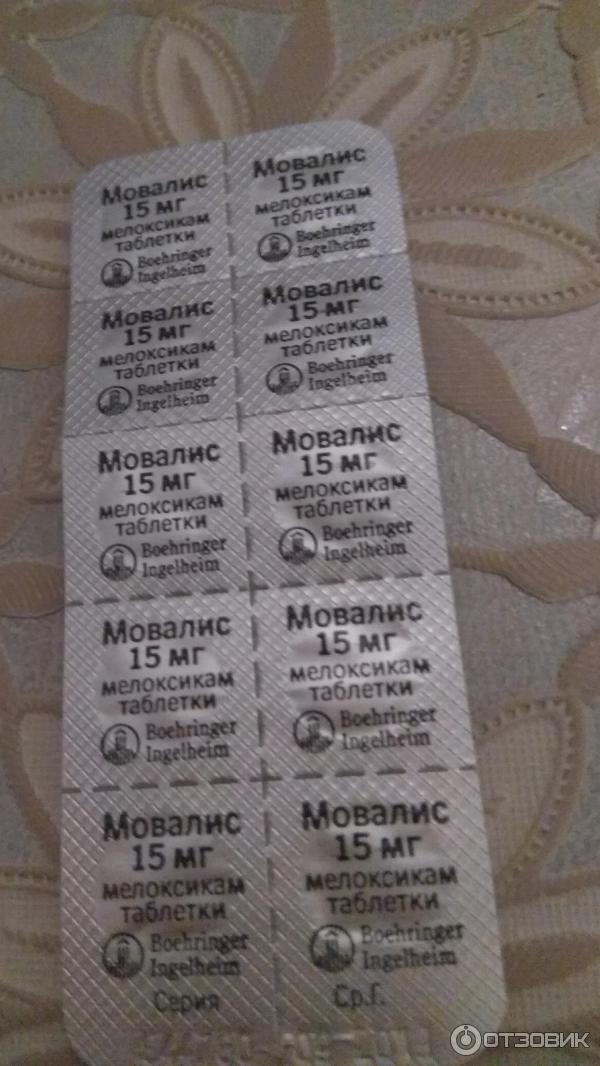 Мовалис
15 мг
мелоксикам
таблетки
Boehringer
Ingelheim
Мовалис
15 мг
мелоксикам
таблетки
Boehringer
Ingelheim
Мовалис
15 мг
мелоксикам
таблетки
Boehringer
Ingelheim
Мовалис
15 мг
мелоксикам
таблетки
Boehringer
Ingelheim
Мовалис
15 мг
мелоксикам
таблетки
Boehringer
Ingelheim
Мовалис
15 мг
мелоксикам
таблетки
Boehringer
Ingelheim
Мовалис
15 мг
мелоксикам
таблетки
Boehringer
Ingelheim
Мовалис
15 мг
мелоксикам
таблетки
Boehringer
Ingelheim
Мовалис
15 мг
мелоксикам
таблетки
Boehringer
Ingelheim
Серия
Мовалис
15 мг
мелоксикам
таблетки
Boehringer
Ingelheim
Ср.г.
ОТЗОВИК